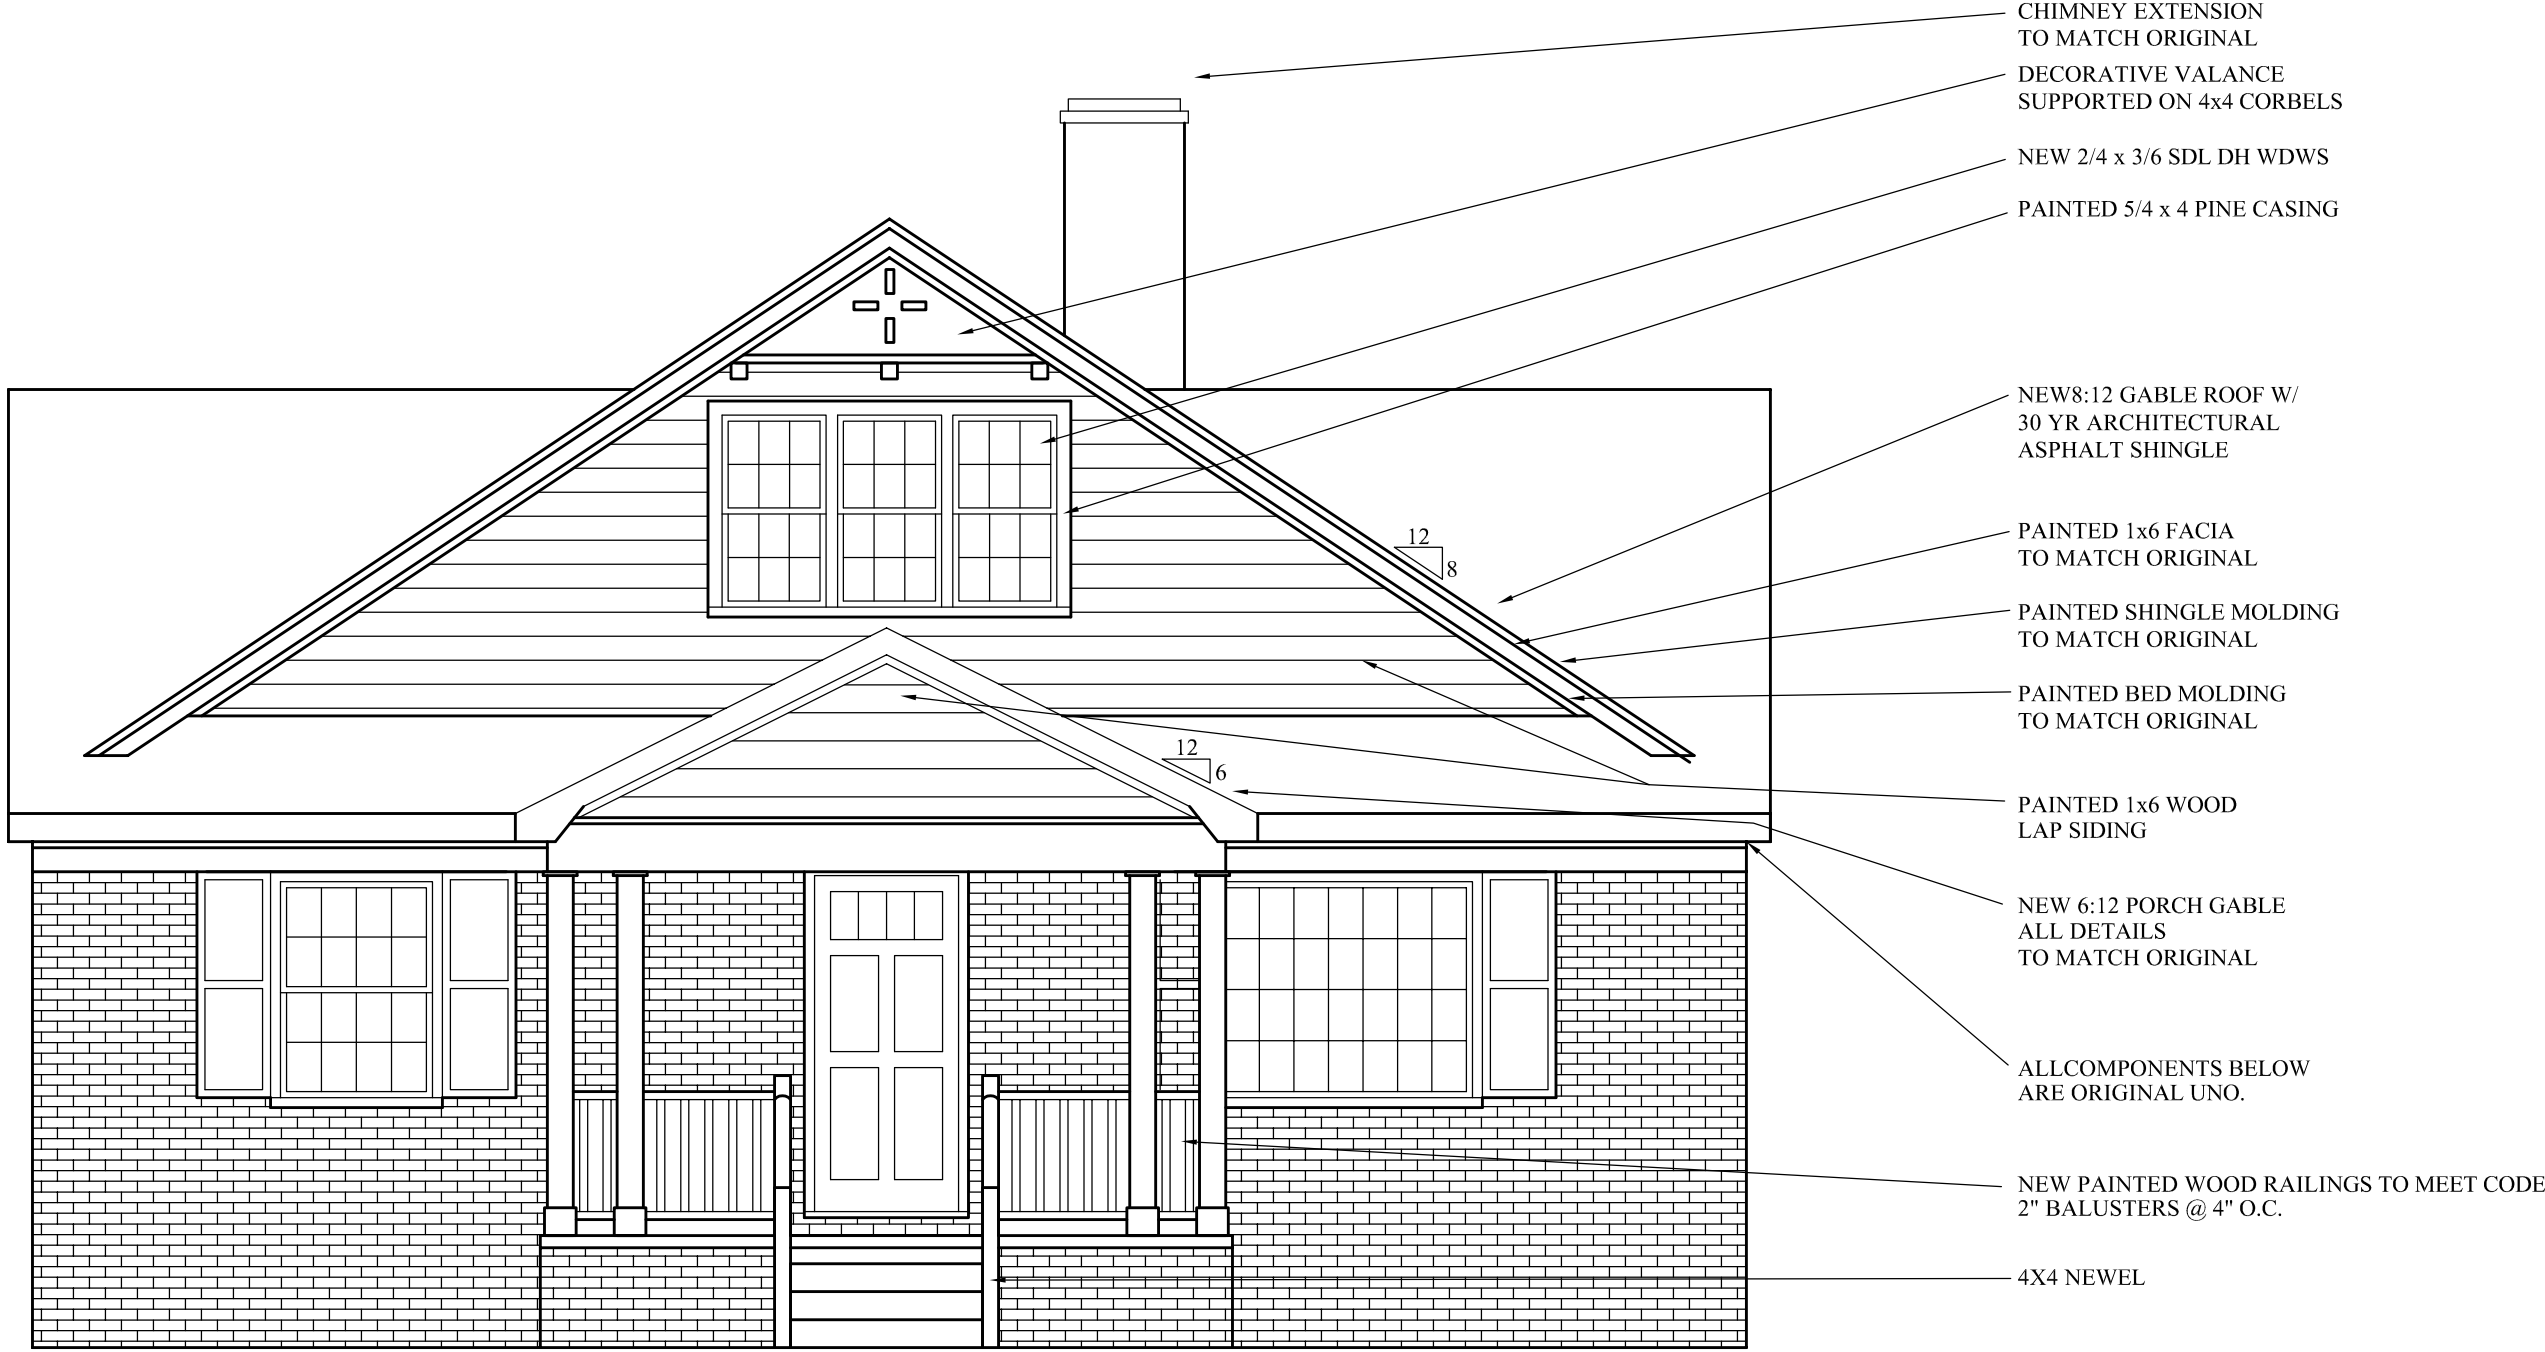 CHIMNEY EXTENSION
TO MATCH ORIGINAL
DECORATIVE VALANCE
SUPPORTED ON 4x4 CORBELS
NEW 2/4 x 3/6 SDL DH WDWS
PAINTED 5/4 x 4 PINE CASING
NEW8:12 GABLE ROOF W/
30 YR ARCHITECTURAL
ASPHALT SHINGLE
12
8
PAINTED 1x6 FACIA
TO MATCH ORIGINAL
PAINTED SHINGLE MOLDING
TO MATCH ORIGINAL
PAINTED BED MOLDING
TO MATCH ORIGINAL
12
6
PAINTED 1x6 WOOD
LAP SIDING
NEW 6:12 PORCH GABLE
ALL DETAILS
TO MATCH ORIGINAL
ALLCOMPONENTS BELOW
ARE ORIGINAL UNO.
NEW PAINTED WOOD RAILINGS TO MEET CODE
2" BALUSTERS @ 4" O.C.
4X4 NEWEL